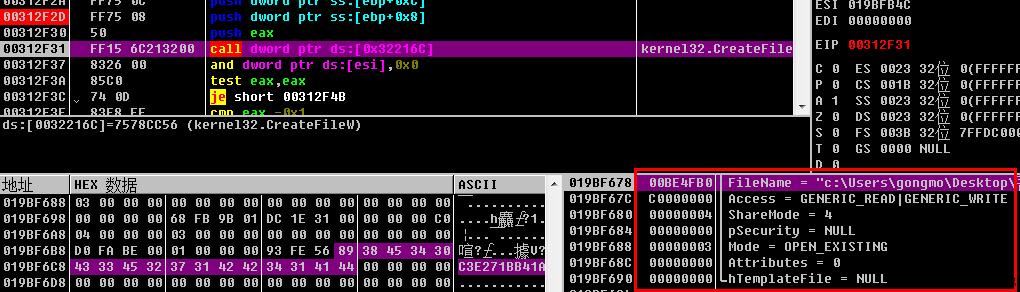 00312F2A FF75 0C push dword ptr ss:[ebp+0xC]
00312F2D FF75 08 push dword ptr ss:[ebp+0x8]
00312F30 50 push eax
00312F31 FF15 6C213200 call dword ptr ds:[0x32216C] kernel32.CreateFile
00312F37 8326 00 and dword ptr ds:[esi],0x0
00312F3A 85C0 test eax,eax
00312F3C 74 0D je short 00312F4B
00312F3E 83F8 FF cmp eax,-0x1
ds:[0032216C]=7578CC56 (kernel32.CreateFileW)
ESI 019BFB4C
EDI 00000000
EIP 00312F31
C 0 ES 0023 32位 0(FFFFFF
P 0 CS 001B 32位 0(FFFFFF
A 1 SS 0023 32位 0(FFFFFF
Z 0 DS 0023 32位 0(FFFFFF
S 0 FS 003B 32位 7FFDC000
T 0 GS 0000 NULL
D 0
地址 HEX 数据 ASCII
019BF688 03 00 00 00 00 00 00 00 00 00 00 00 00 00 00 00
019BF698 00 00 00 00 68 FB 9B 01 DC 1E 31 00 00 00 00 C0
019BF6A8 04 00 00 00 03 00 00 00 00 00 00 00 00 00 00 00
019BF6B8 D0 FA BE 00 01 00 00 00 93 FE 56 89 38 45 34 30
019BF6C8 43 33 45 32 37 31 42 42 34 31 41 44 00 00 00 00 C3E271BB41A
019BF6D8 00 00 00 00 00 00 00 00 00 00 00 00 00 00 00 00
019BF678 00BE4FB0 FileName = "c:\Users\gongmo\Desktop\
019BF67C C0000000 Access = GENERIC_READ|GENERIC_WRITE
019BF680 00000004 ShareMode = 4
019BF684 00000000 pSecurity = NULL
019BF688 00000003 Mode = OPEN_EXISTING
019BF68C 00000000 Attributes = 0
019BF690 00000000 hTemplateFile = NULL